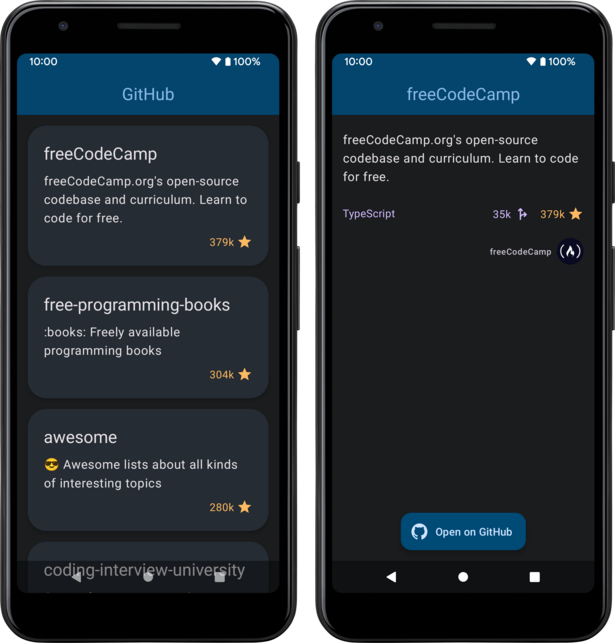 10:00
100%
GitHub
freeCodeCamp
freeCodeCamp.org's open-source
codebase and curriculum. Learn to
code for free.
379k
free-programming-books
:books: Freely available
programming books
304k
awesome
😎 Awesome lists about all kinds
of interesting topics
280k
coding-interview-university
10:00
100%
freeCodeCamp
freeCodeCamp.org's open-source
codebase and curriculum. Learn to code
for free.
TypeScript
35k
379k
freeCodeCamp
Open on GitHub